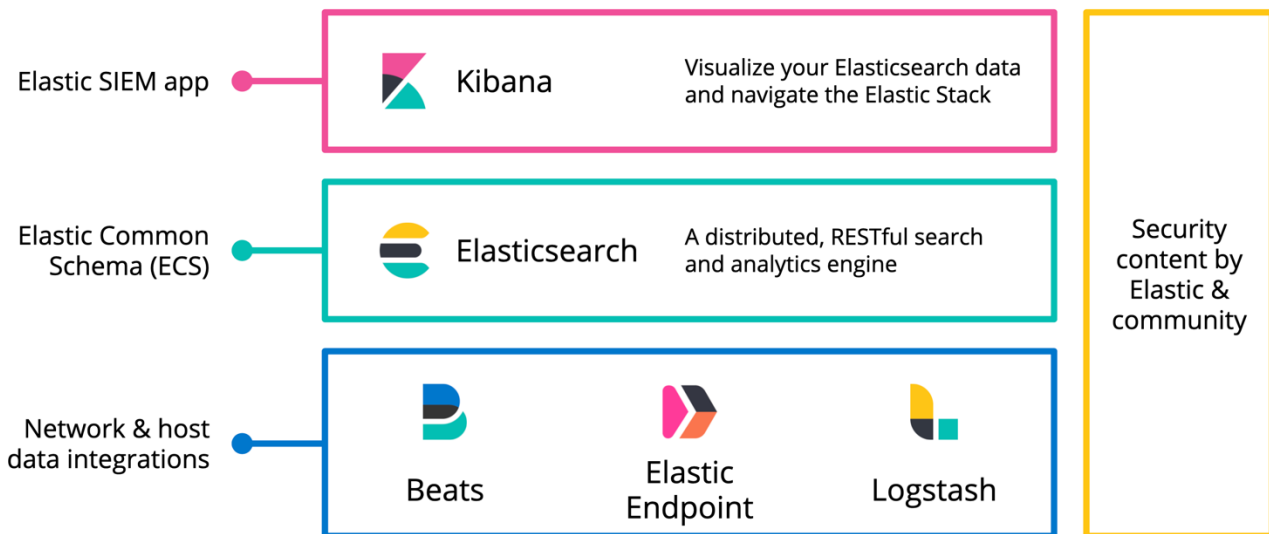 Elastic SIEM app
Kibana
Visualize your Elasticsearch data
and navigate the Elastic Stack
Elastic Common
Schema (ECS)
Elasticsearch
A distributed, RESTful search
and analytics engine
Network & host
data integrations
Beats
Elastic
Endpoint
Logstash
Security
content by
Elastic &
community